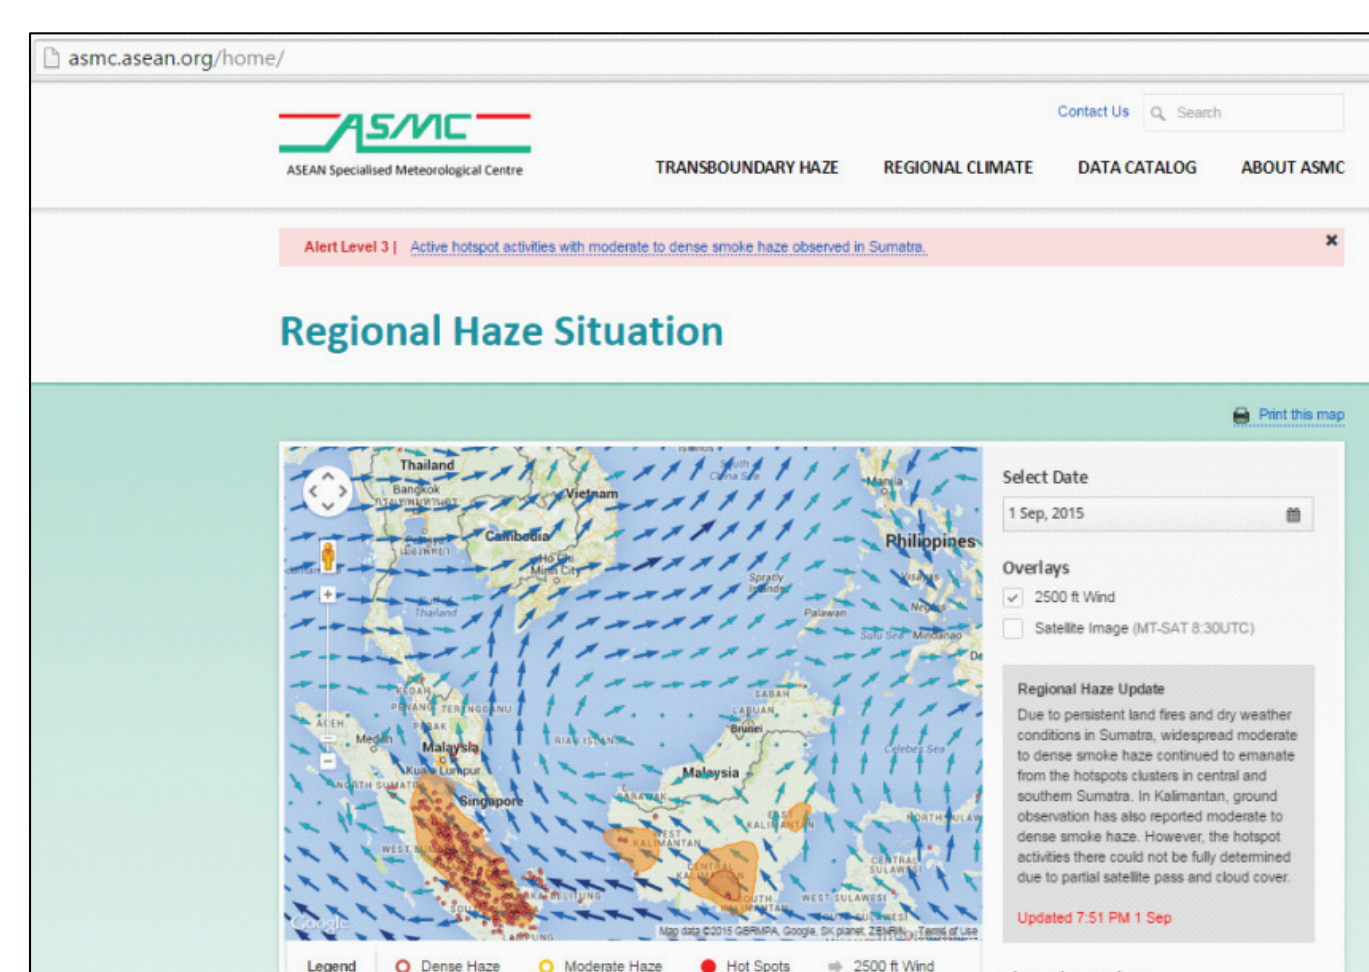 asmc.asean.org/home/
ASMC
ASEAN Specialised Meteorological Centre
Contact Us
Search
TRANSBOUNDARY HAZE
REGIONAL CLIMATE
DATA CATALOG
ABOUT ASMC
Alert Level 3 | Active hotspot activities with moderate to dense smoke haze observed in Sumatra.
Regional Haze Situation
Print this map
Thailand
Bangkok
Vietnam
Cambodia
Ho Chi
Minh City
Gulf of
Thailand
South
China Sea
Manila
Philippines
Visayas
Spratly
Islands
Palawan
Sulu Sea
Mindanao
KEDAH
PENANG
TERENGGANU
PERAK
ACEH
Medan
Malaysia
Kuala Lumpur
RIAU ISLANDS
NORTH SUMAT
Singapore
SABAH
LABUAN
Brunei
Malaysia
Celebes Sea
SARAWAK
EAST
KALIMANTAN
WEST
KALIMANTAN
CENTRAL
SOUTH
KALIMANTAN
WEST SULAWESI
CENTRAL
SULAWESI
LAMPUNG
Google
Map data ©2015 GBRMPA, Google, SK planet, ZENRIN
Terms of Use
Legend
Dense Haze
Moderate Haze
Hot Spots
2500 ft Wind
Select Date
1 Sep, 2015
Overlays
2500 ft Wind
Satellite Image (MT-SAT 8:30UTC)
Regional Haze Update
Due to persistent land fires and dry weather
conditions in Sumatra, widespread moderate
to dense smoke haze continued to emanate
from the hotspots clusters in central and
southern Sumatra. In Kalimantan, ground
observation has also reported moderate to
dense smoke haze. However, the hotspot
activities there could not be fully determined
due to partial satellite pass and cloud cover.
Updated 7:51 PM 1 Sep